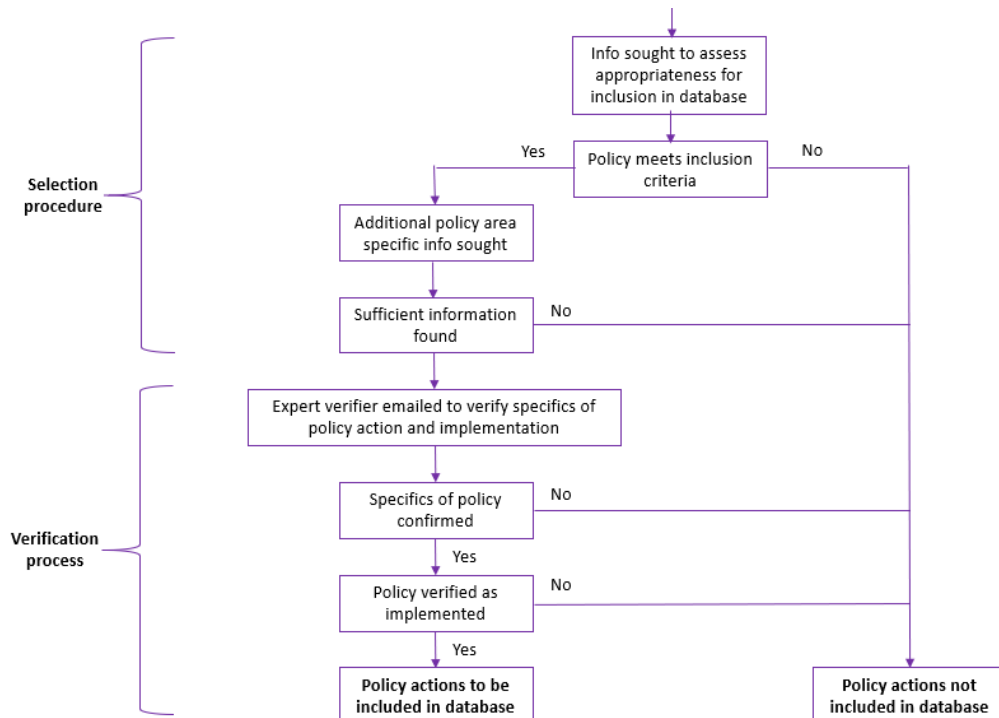 Info sought to assess
appropriateness for
inclusion in database
Yes
No
Policy meets inclusion
criteria
Selection
procedure
Additional policy area
specific info sought
Sufficient information
found
No
Expert verifier emailed to verify specifics of
policy action and implementation
Specifics of policy
confirmed
No
Verification
process
Yes
Policy verified as
implemented
No
Yes
Policy actions to be
included in database
Policy actions not
included in database